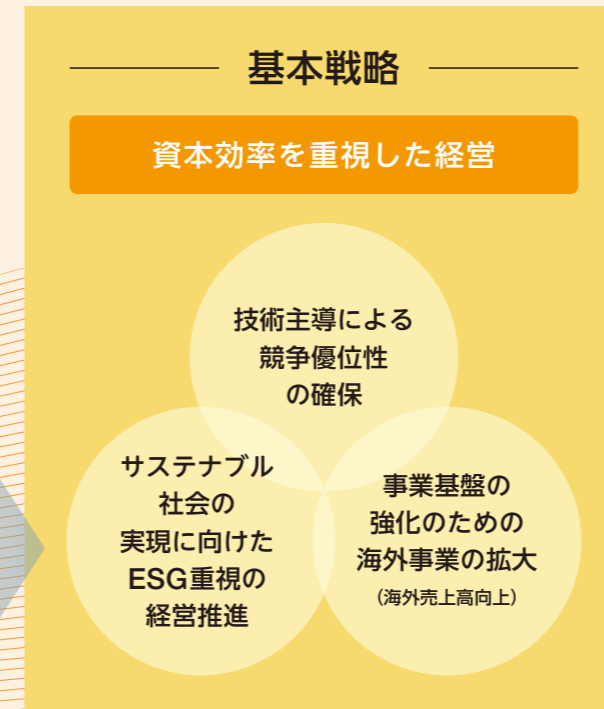 基本戦略
資本効率を重視した経営
技術主導による
競争優位性
の確保
サステナブル
社会の
実現に向けた
ESG重視の
経営推進
事業基盤の
強化のための
海外事業の拡大
（海外売上高向上）